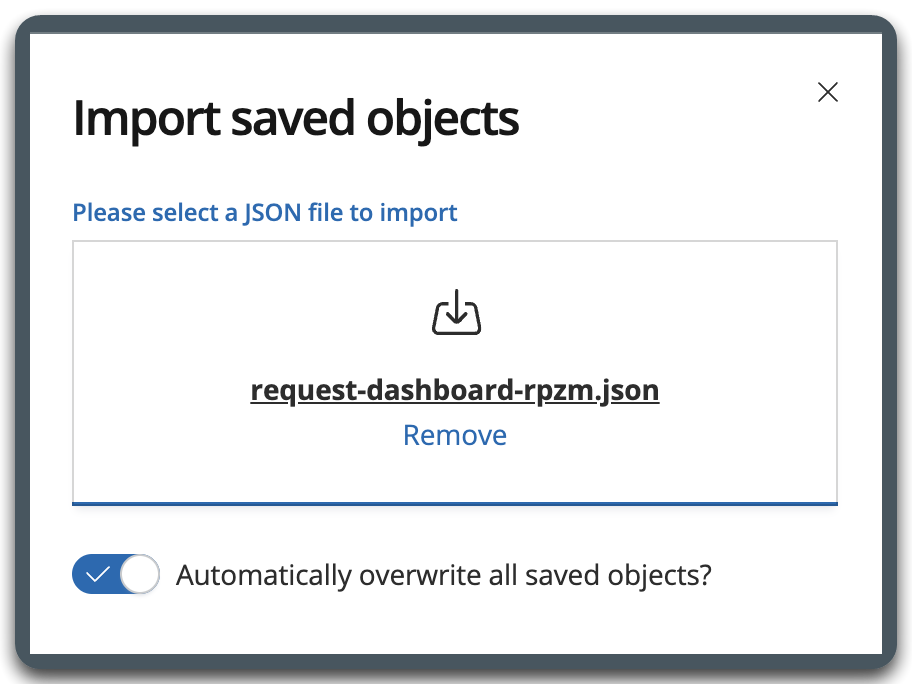 Import saved objects
Please select a JSON file to import
request-dashboard-rpzm.json
Remove
Automatically overwrite all saved objects?